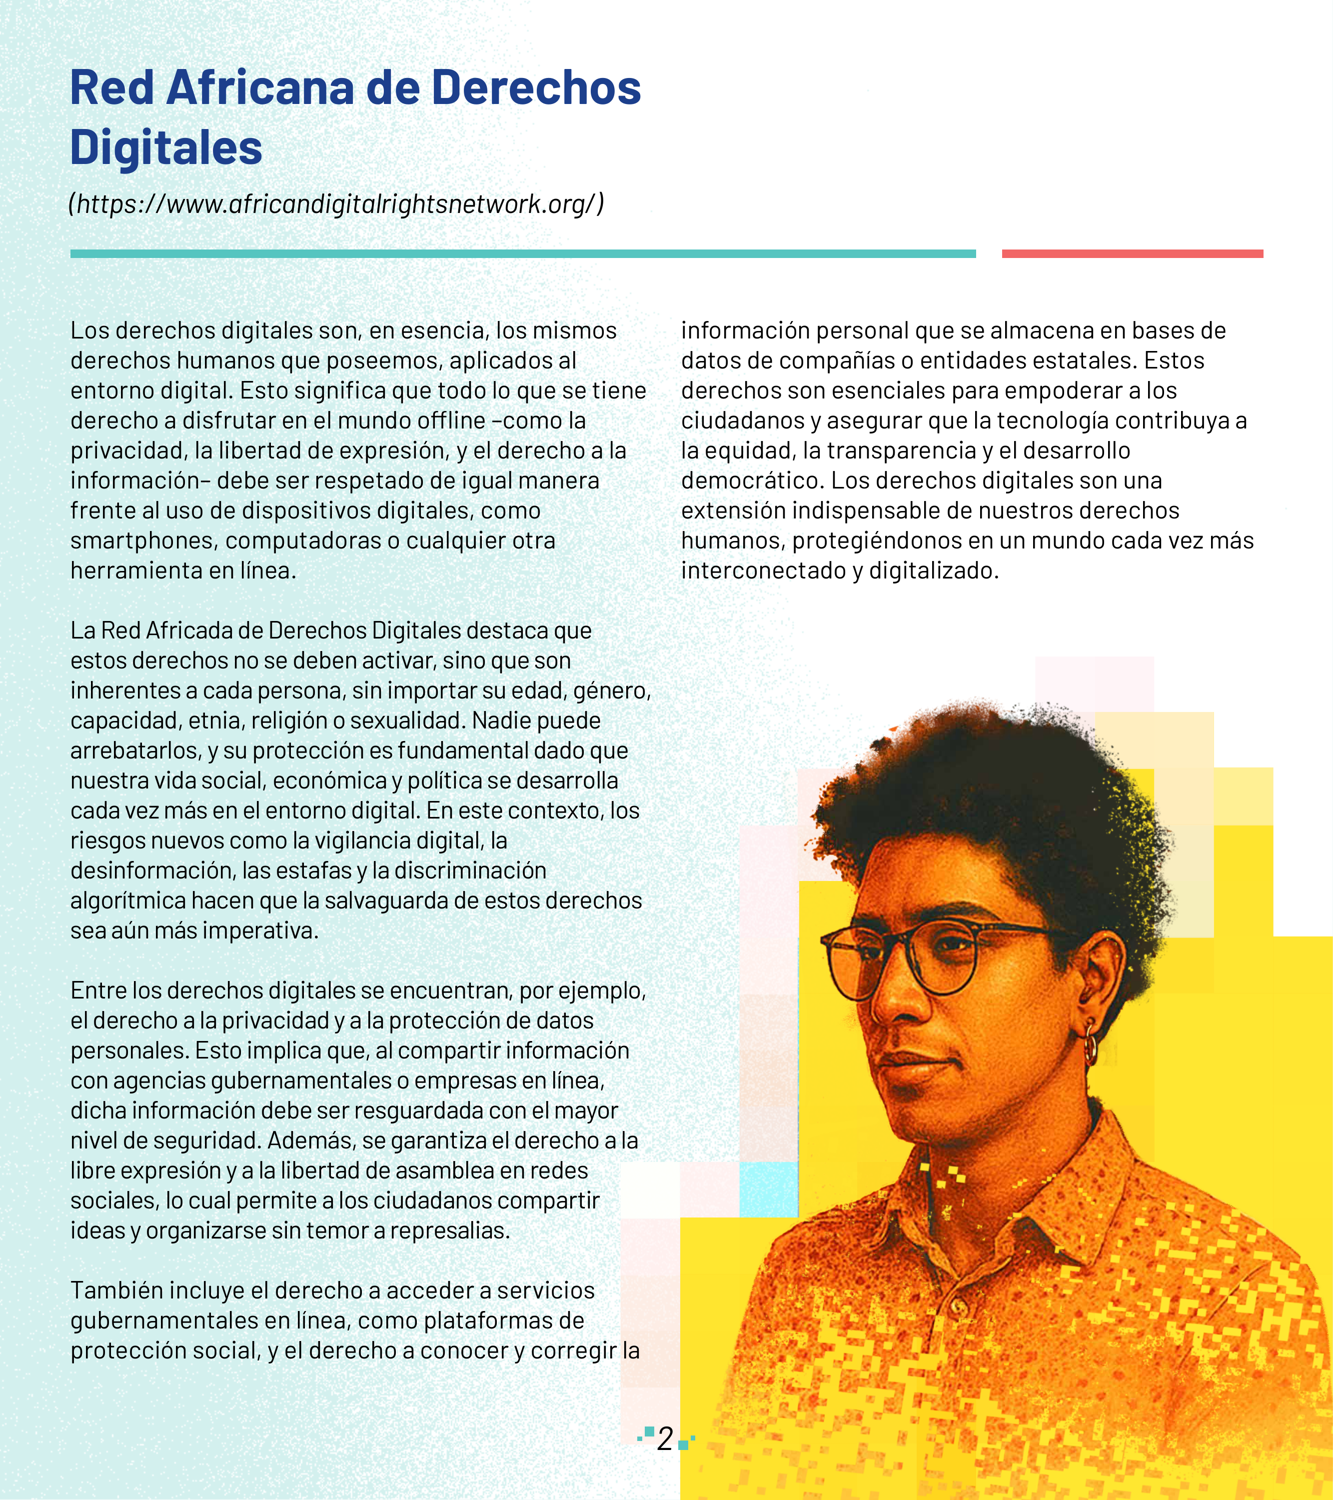 Red Africana de Derechos
Digitales
(https://www.africandigitalrightsnetwork.org/)
Los derechos digitales son, en esencia, los mismos
derechos humanos que poseemos, aplicados al
entorno digital. Esto significa que todo lo que se tiene
derecho a disfrutar en el mundo offline –como la
privacidad, la libertad de expresión, y el derecho a la
información– debe ser respetado de igual manera
frente al uso de dispositivos digitales, como
smartphones, computadoras o cualquier otra
herramienta en línea.
La Red Africada de Derechos Digitales destaca que
estos derechos no se deben activar, sino que son
inherentes a cada persona, sin importar su edad, género,
capacidad, etnia, religión o sexualidad. Nadie puede
arrebatarlos, y su protección es fundamental dado que
nuestra vida social, económica y política se desarrolla
cada vez más en el entorno digital. En este contexto, los
riesgos nuevos como la vigilancia digital, la
desinformación, las estafas y la discriminación
algorítmica hacen que la salvaguarda de estos derechos
sea aún más imperativa.
Entre los derechos digitales se encuentran, por ejemplo,
el derecho a la privacidad y a la protección de datos
personales. Esto implica que, al compartir información
con agencias gubernamentales o empresas en línea,
dicha información debe ser resguardada con el mayor
nivel de seguridad. Además, se garantiza el derecho a la
libre expresión y a la libertad de asamblea en redes
sociales, lo cual permite a los ciudadanos compartir
ideas y organizarse sin temor a represalias.
También incluye el derecho a acceder a servicios
gubernamentales en línea, como plataformas de
protección social, y el derecho a conocer y corregir la
información personal que se almacena en bases de
datos de compañías o entidades estatales. Estos
derechos son esenciales para empoderar a los
ciudadanos y asegurar que la tecnología contribuya a
la equidad, la transparencia y el desarrollo
democrático. Los derechos digitales son una
extensión indispensable de nuestros derechos
humanos, protegiéndonos en un mundo cada vez más
interconectado y digitalizado.
2